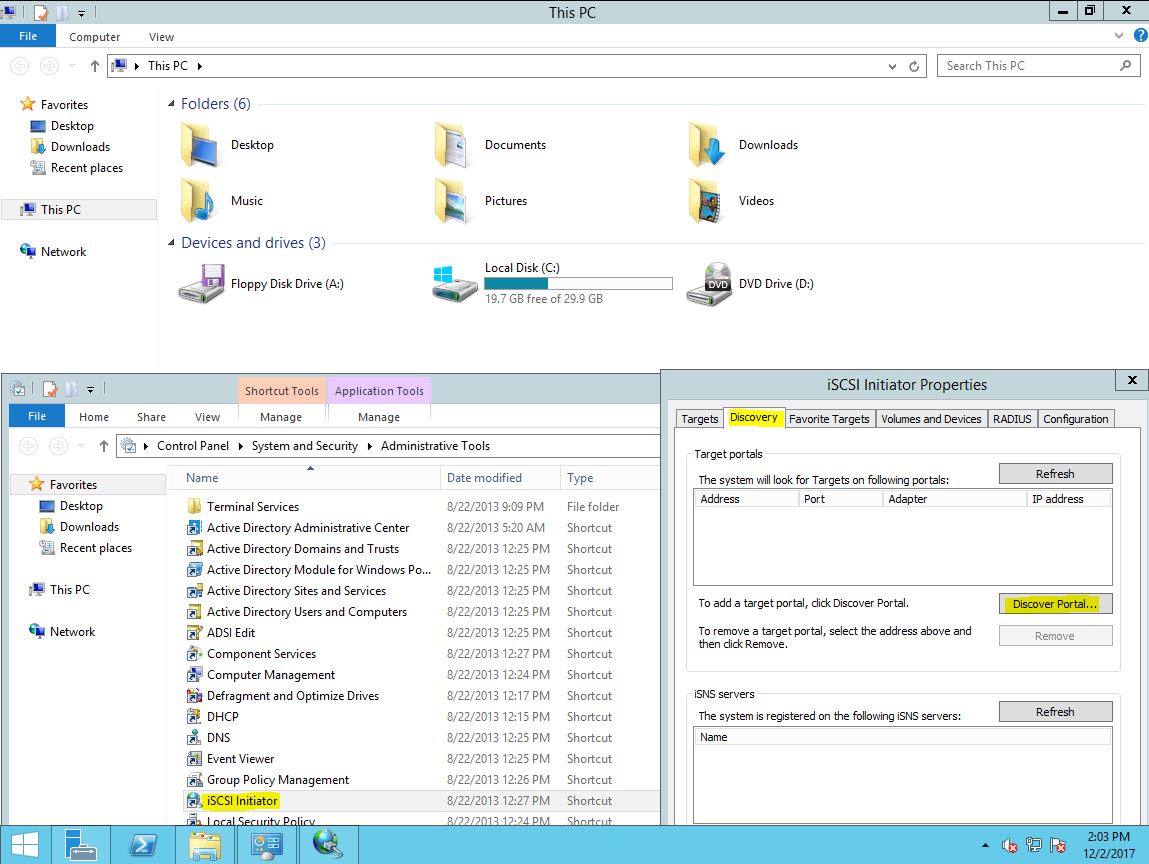 This PC
File
Computer
View
This PC
Search This PC
Favorites
Desktop
Downloads
Recent places
This PC
Network
Folders (6)
Desktop
Documents
Downloads
Music
Pictures
Videos
Devices and drives (3)
Floppy Disk Drive (A:)
Local Disk (C:)
19.7 GB free of 29.9 GB
DVD
DVD Drive (D:)
Shortcut Tools
Application Tools
File
Home
Share
View
Manage
Manage
Control Panel
System and Security
Administrative Tools
Favorites
Desktop
Downloads
Recent places
This PC
Network
Name Date modified Type
Terminal Services 8/22/2013 9:09 PM File folder
Active Directory Administrative Center 8/22/2013 5:20 AM Shortcut
Active Directory Domains and Trusts 8/22/2013 12:25 PM Shortcut
Active Directory Module for Windows Po... 8/22/2013 12:25 PM Shortcut
Active Directory Sites and Services 8/22/2013 12:25 PM Shortcut
Active Directory Users and Computers 8/22/2013 12:25 PM Shortcut
ADSI Edit 8/22/2013 12:25 PM Shortcut
Component Services 8/22/2013 12:27 PM Shortcut
Computer Management 8/22/2013 12:24 PM Shortcut
Defragment and Optimize Drives 8/22/2013 12:17 PM Shortcut
DHCP 8/22/2013 12:15 PM Shortcut
DNS 8/22/2013 12:25 PM Shortcut
Event Viewer 8/22/2013 12:25 PM Shortcut
Group Policy Management 8/22/2013 12:26 PM Shortcut
iSCSI Initiator 8/22/2013 12:27 PM Shortcut
Local Security Policy 8/22/2013 12:24 PM Shortcut
iSCSI Initiator Properties
Targets
Discovery
Favorite Targets
Volumes and Devices
RADIUS
Configuration
Target portals
The system will look for Targets on following portals:
Refresh
Address Port Adapter IP address
To add a target portal, click Discover Portal.
Discover Portal...
To remove a target portal, select the address above and
then click Remove.
Remove
iSNS servers
The system is registered on the following iSNS servers:
Refresh
Name
2:03 PM
12/2/2017